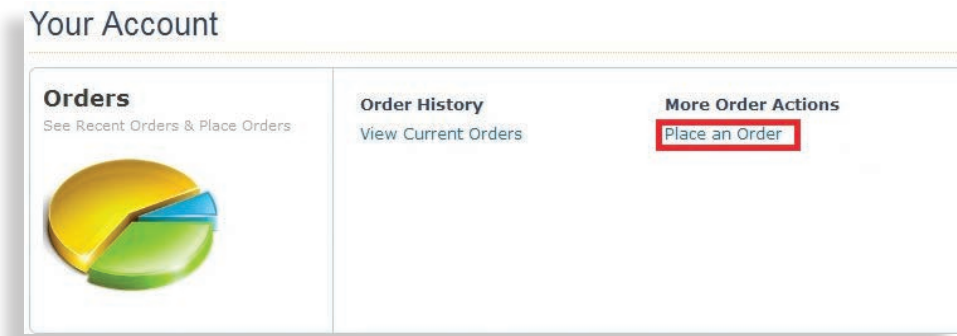 Your Account
Orders
See Recent Orders & Place Orders
Order History
View Current Orders
More Order Actions
Place an Order